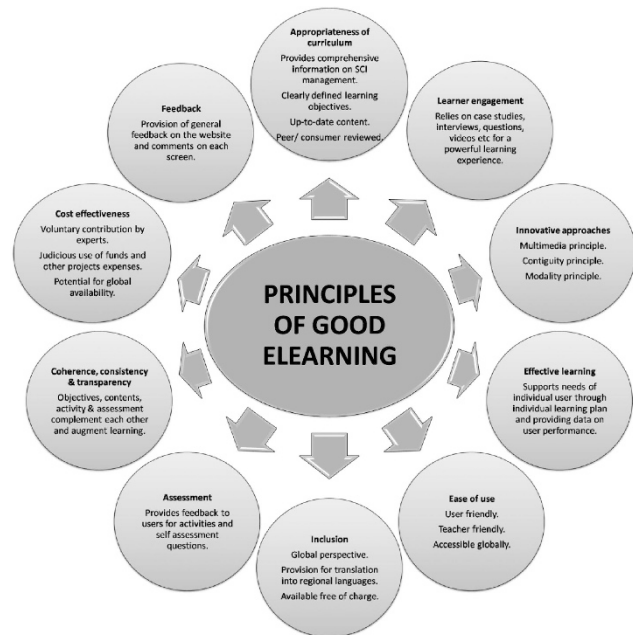 Appropriateness of
curriculum
Provides comprehensive
information on SCI
management.
Clearly defined learning
objectives.
Up-to-date content.
Peer/ consumer reviewed.
Learner engagement
Relies on case studies,
interviews, questions,
videos etc for a
powerful learning
experience.
Innovative approaches
Multimedia principle.
Contiguity principle.
Modality principle.
Effective learning
Supports needs of
individual user through
individual learning plan
and providing data on
user performance.
Ease of use
User friendly.
Teacher friendly.
Accessible globally.
Inclusion
Global perspective.
Provision for translation
into regional languages.
Available free of charge.
Assessment
Provides feedback to
users for activities and
self assessment
questions.
Coherence, consistency
& transparency
Objectives, contents,
activity & assessment
complement each other
and augment learning.
Cost effectiveness
Voluntary contribution by
experts.
Judicious use of funds and
other projects expenses.
Potential for global
availability.
Feedback
Provision of general
feedback on the website
and comments on each
screen.
PRINCIPLES
OF GOOD
ELEARNING